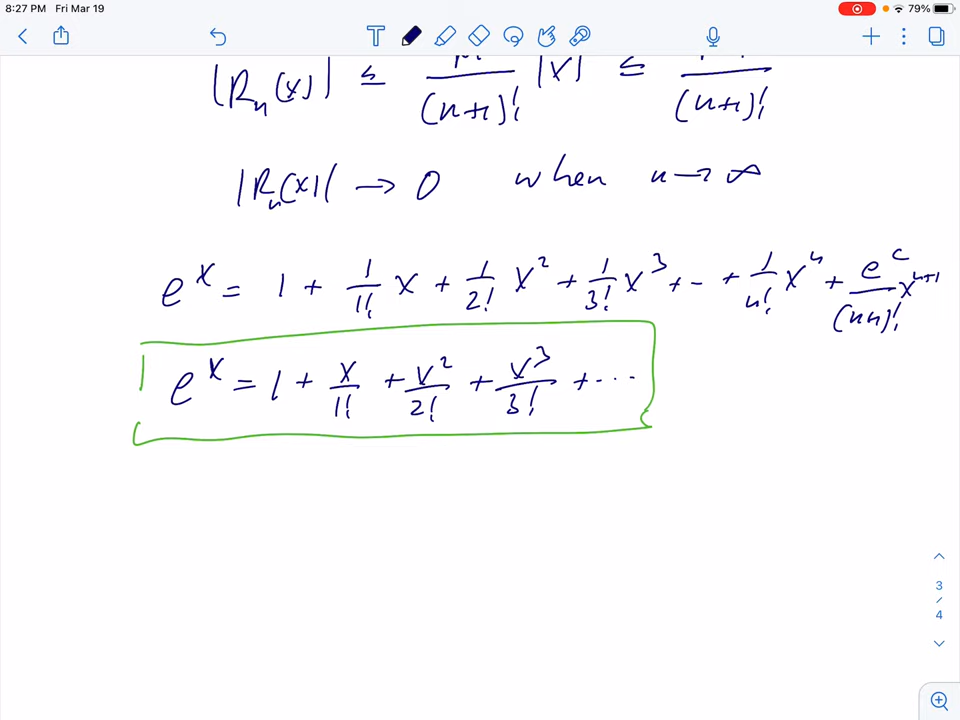 8:27 PM Fri Mar 19 79%
|Rₙ(x)| ≤ /(n+1)! |x| ≤ /(n+1)!
|Rₙ(x)| → 0 when n → ∞
eˣ = 1 + 1/1! x + 1/2! x² + 1/3! x³ + ·· + 1/n! xⁿ + eᶜ/(n+1)! xⁿ⁺¹
eˣ = 1 + x/1! + x²/2! + x³/3! + ···
3
/
4